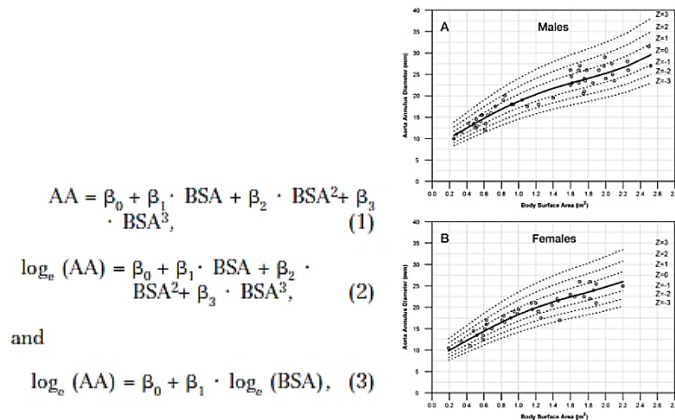 AA = β₀ + β₁ · BSA + β₂ · BSA² + β₃
· BSA³, (1)
logₑ (AA) = β₀ + β₁ · BSA + β₂ ·
BSA² + β₃ · BSA³, (2)
and
logₑ (AA) = β₀ + β₁ · logₑ (BSA), (3)
A
Males
Aorta Annulus Diameter (mm)
40
35
30
25
20
15
10
5
0
0.0 0.2 0.4 0.6 0.8 1.0 1.2 1.4 1.6 1.8 2.0 2.2 2.4 2.6 2.8
Body Surface Area (m²)
Z=3
Z=2
Z=1
Z=0
Z=-1
Z=-2
Z=-3
B
Females
Aorta Annulus Diameter (mm)
40
35
30
25
20
15
10
5
0
0.0 0.2 0.4 0.6 0.8 1.0 1.2 1.4 1.6 1.8 2.0 2.2 2.4 2.6 2.8
Body Surface Area (m²)
Z=3
Z=2
Z=1
Z=0
Z=-1
Z=-2
Z=-3